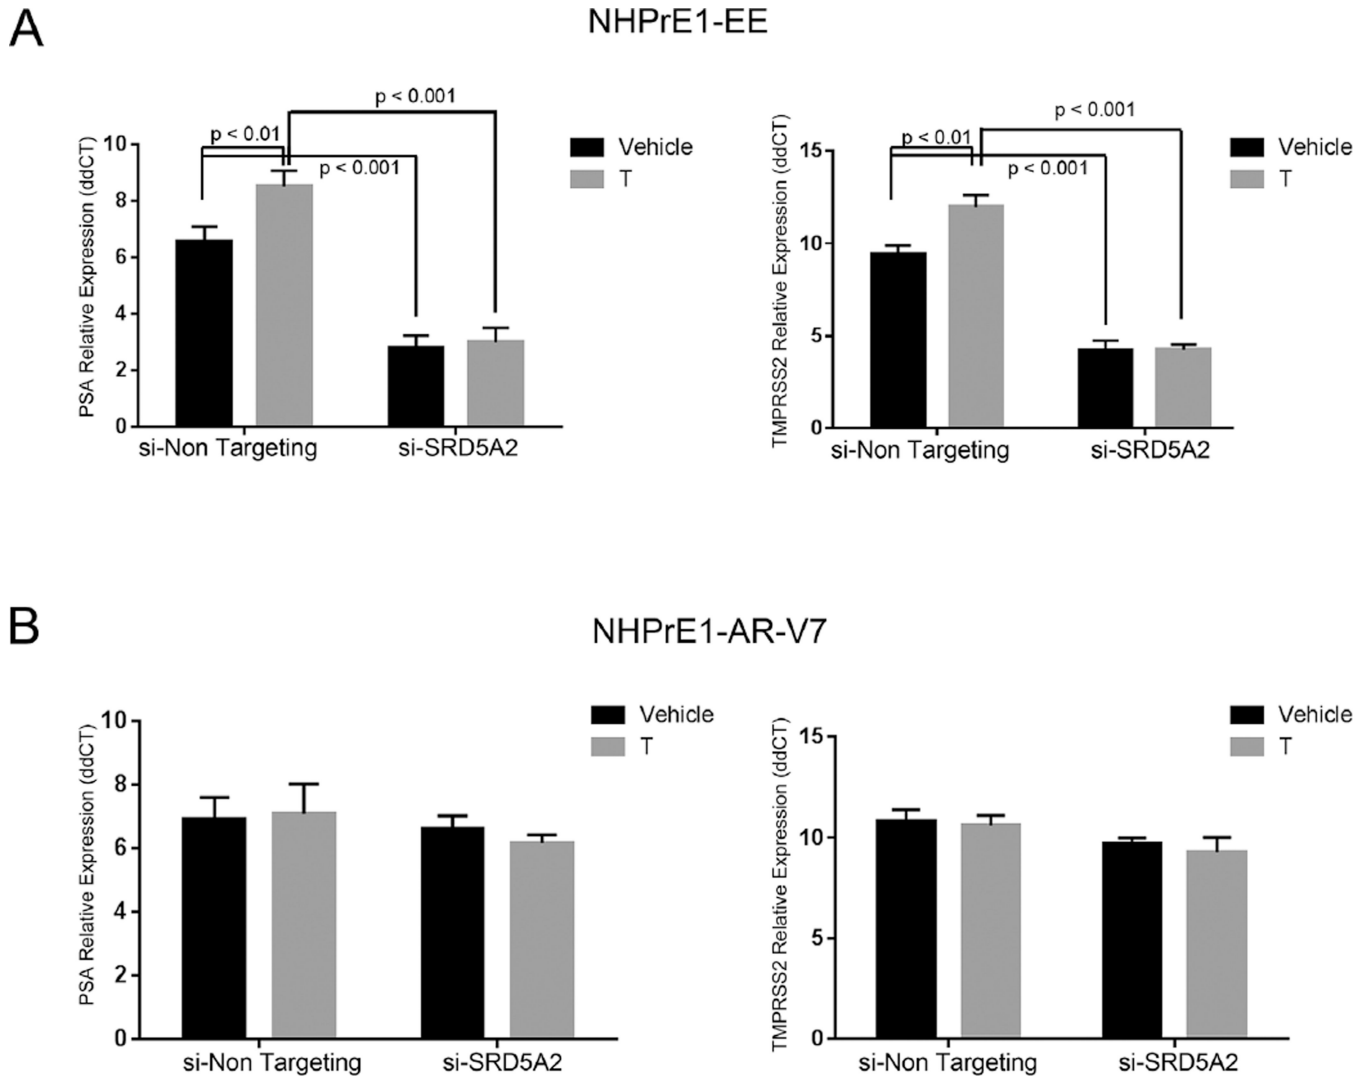 A
NHPrE1-EE
p < 0.001
p < 0.01
p < 0.001
PSA Relative Expression (ddCT)
10
8
6
4
2
0
Vehicle
T
si-Non Targeting
si-SRD5A2
p < 0.001
p < 0.01
p < 0.001
TMPRSS2 Relative Expression (ddCT)
15
10
5
0
Vehicle
T
si-Non Targeting
si-SRD5A2
B
NHPrE1-AR-V7
PSA Relative Expression (ddCT)
10
8
6
4
2
0
Vehicle
T
si-Non Targeting
si-SRD5A2
TMPRSS2 Relative Expression (ddCT)
15
10
5
0
Vehicle
T
si-Non Targeting
si-SRD5A2